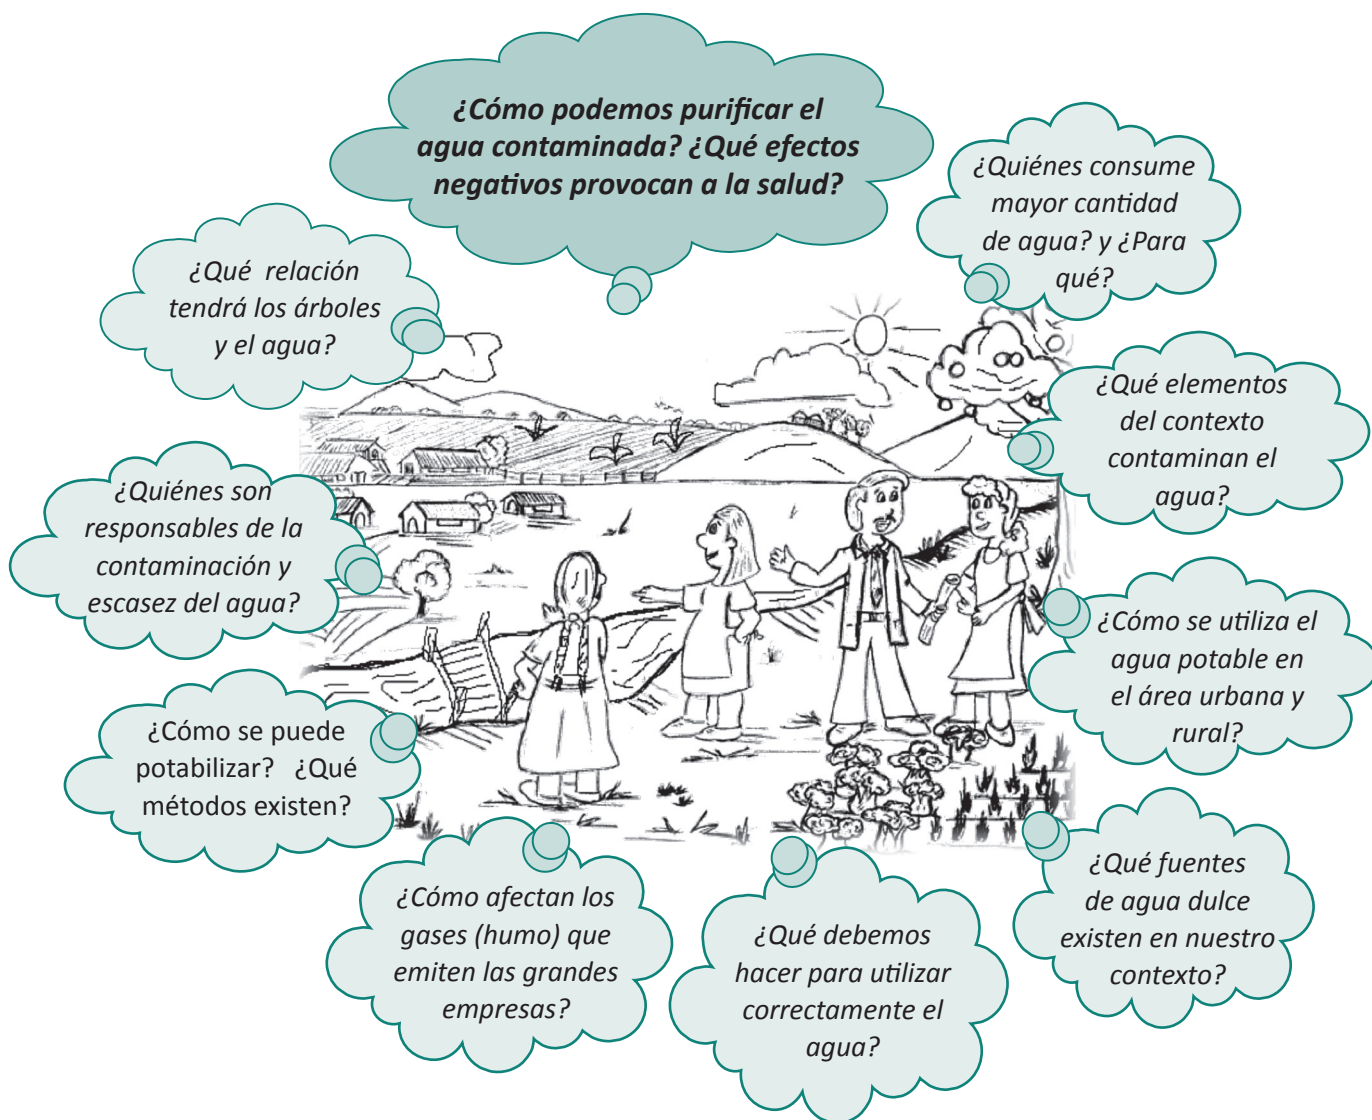 ¿Cómo podemos purificar el
agua contaminada? ¿Qué efectos
negativos provocan a la salud?
¿Quiénes consume
mayor cantidad
de agua? y ¿Para
qué?
¿Qué relación
tendrá los árboles
y el agua?
¿Qué elementos
del contexto
contaminan el
agua?
¿Quiénes son
responsables de la
contaminación y
escasez del agua?
¿Cómo se utiliza el
agua potable en
el área urbana y
rural?
¿Cómo se puede
potabilizar? ¿Qué
métodos existen?
¿Qué fuentes
de agua dulce
existen en nuestro
contexto?
¿Cómo afectan los
gases (humo) que
emiten las grandes
empresas?
¿Qué debemos
hacer para utilizar
correctamente el
agua?